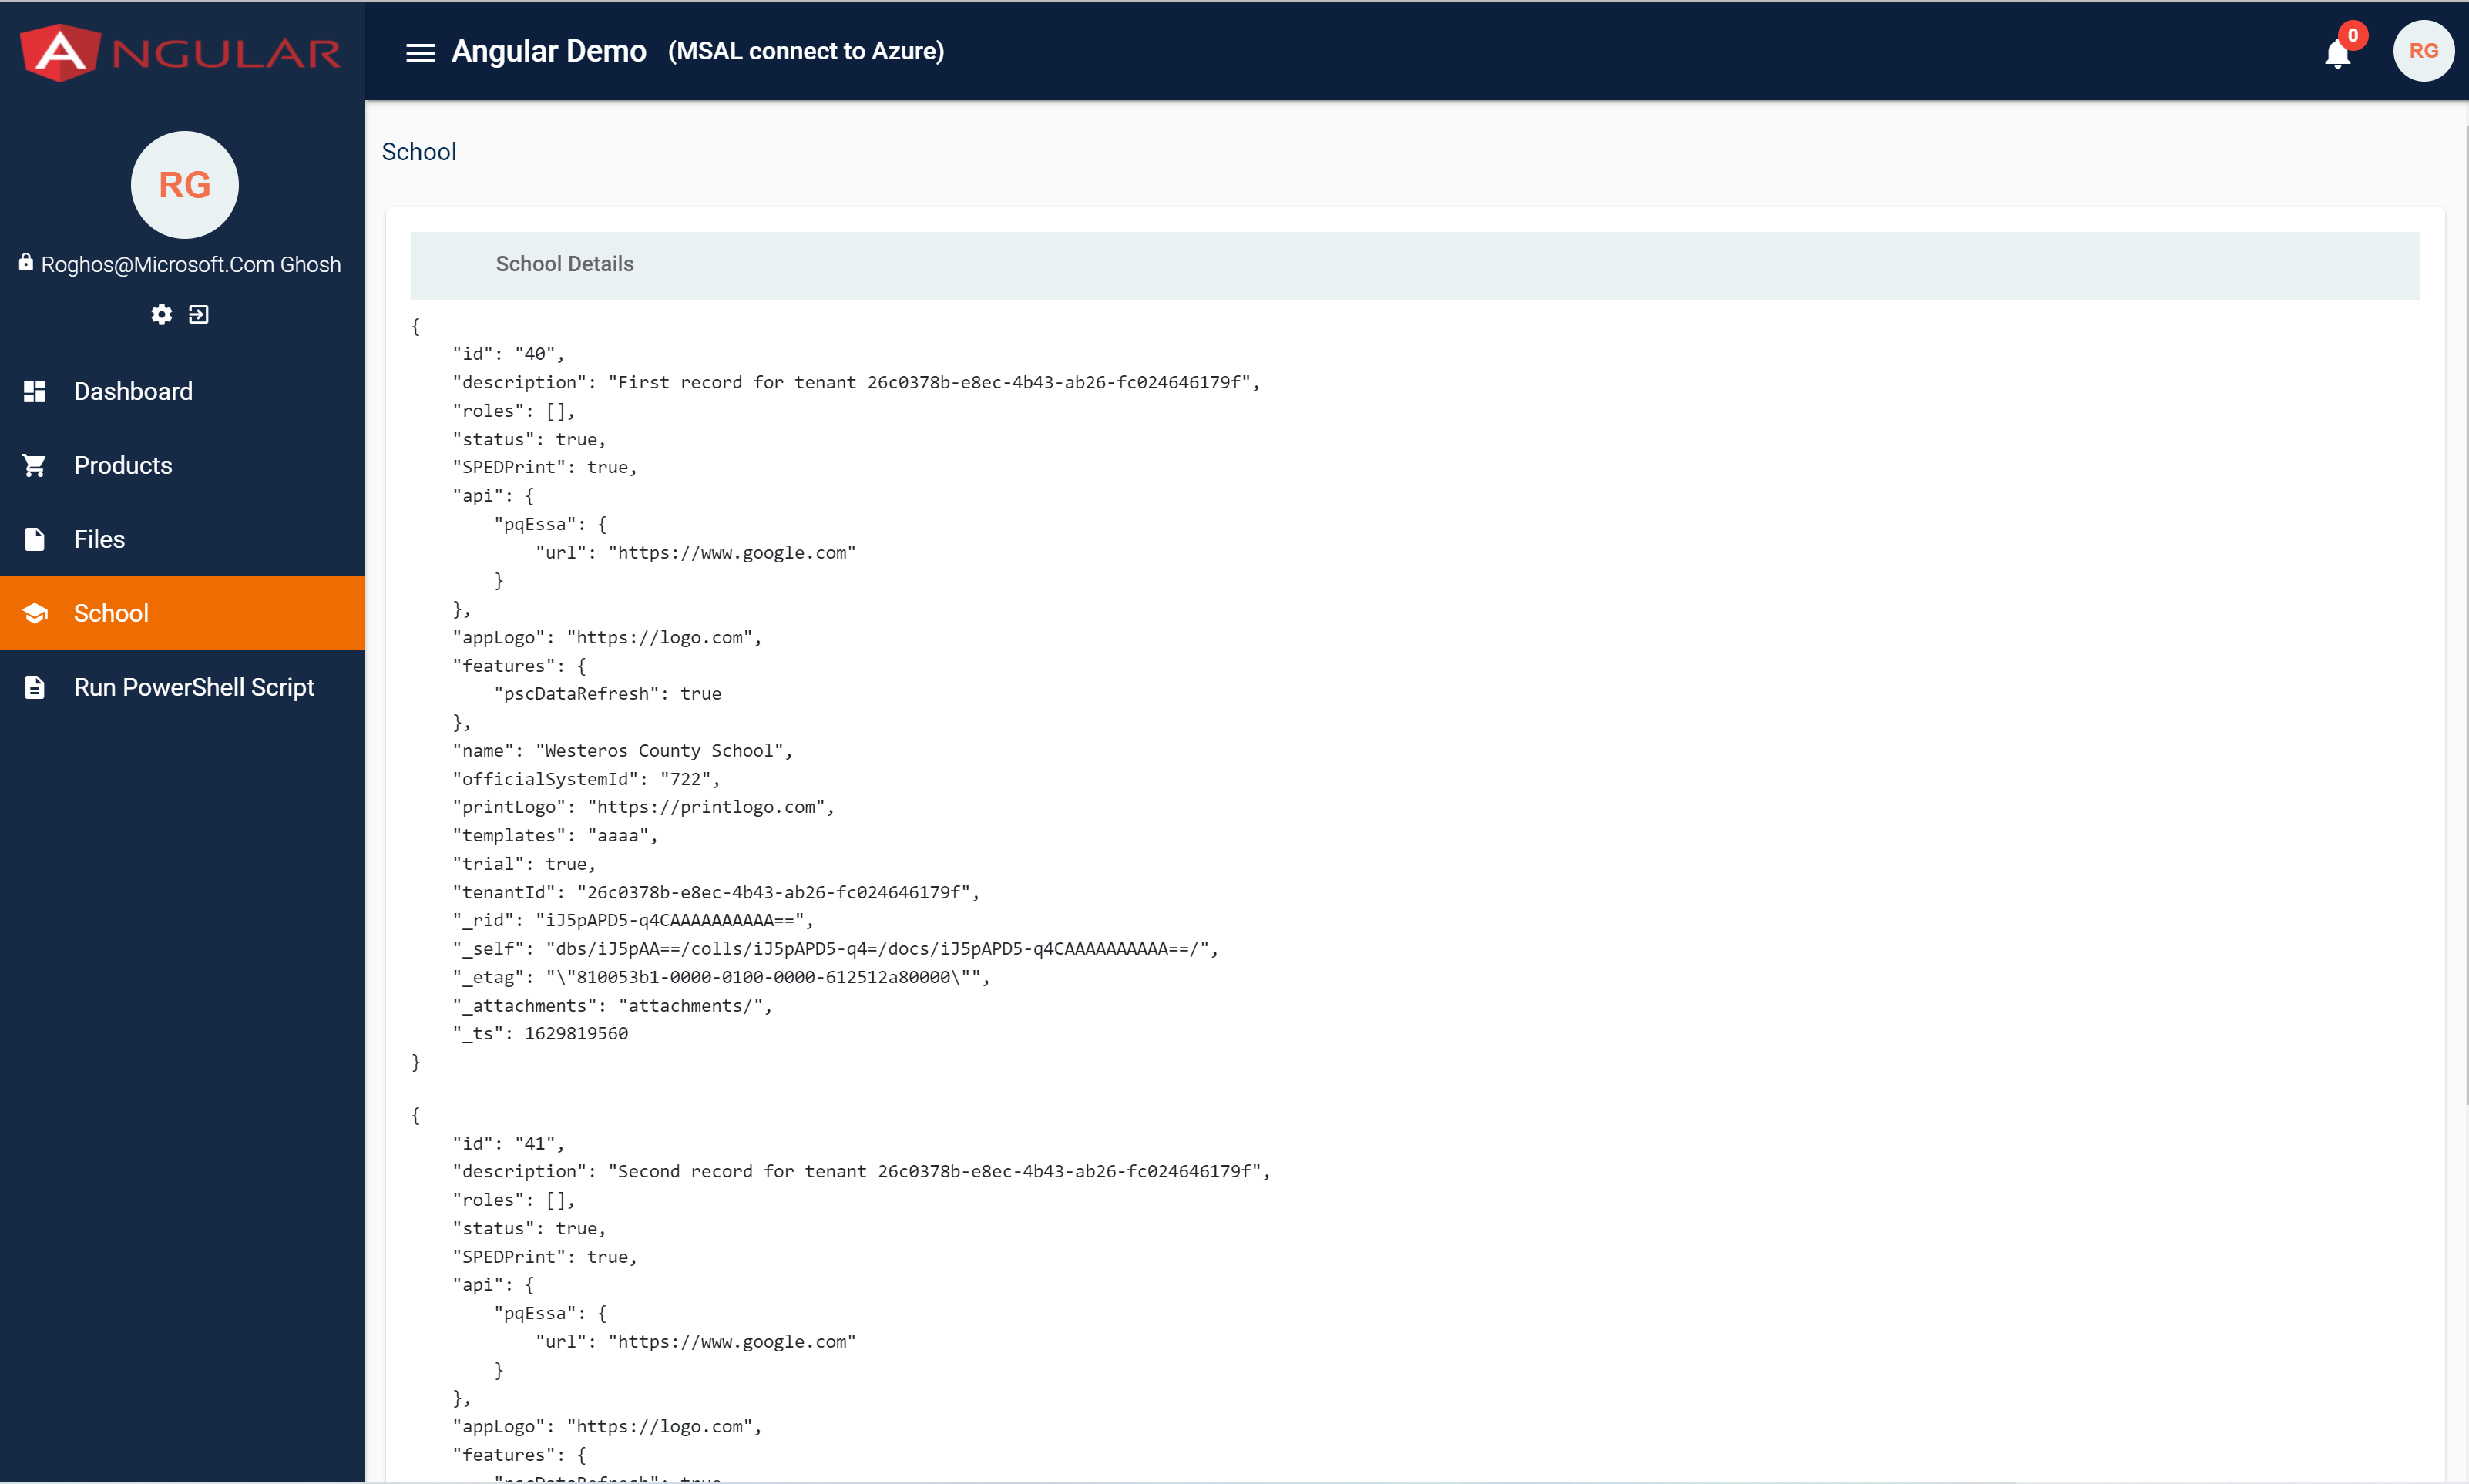 ANGULAR
Angular Demo (MSAL connect to Azure)
0
RG
RG
Roghos@Microsoft.Com Ghosh
Dashboard
Products
Files
School
Run PowerShell Script
School
School Details
{
    "id": "40",
    "description": "First record for tenant 26c0378b-e8ec-4b43-ab26-fc024646179f",
    "roles": [],
    "status": true,
    "SPEDPrint": true,
    "api": {
        "pqEssa": {
            "url": "https://www.google.com"
        }
    },
    "appLogo": "https://logo.com",
    "features": {
        "pscDataRefresh": true
    },
    "name": "Westeros County School",
    "officialSystemId": "722",
    "printLogo": "https://printlogo.com",
    "templates": "aaaa",
    "trial": true,
    "tenantId": "26c0378b-e8ec-4b43-ab26-fc024646179f",
    "_rid": "iJ5pAPD5-q4CAAAAAAAAAA==",
    "_self": "dbs/iJ5pAA==/colls/iJ5pAPD5-q4=/docs/iJ5pAPD5-q4CAAAAAAAAAA==/",
    "_etag": "\"810053b1-0000-0100-0000-612512a80000\"",
    "_attachments": "attachments/",
    "_ts": 1629819560
}
{
    "id": "41",
    "description": "Second record for tenant 26c0378b-e8ec-4b43-ab26-fc024646179f",
    "roles": [],
    "status": true,
    "SPEDPrint": true,
    "api": {
        "pqEssa": {
            "url": "https://www.google.com"
        }
    },
    "appLogo": "https://logo.com",
    "features": {
        "pscDataRefresh": true